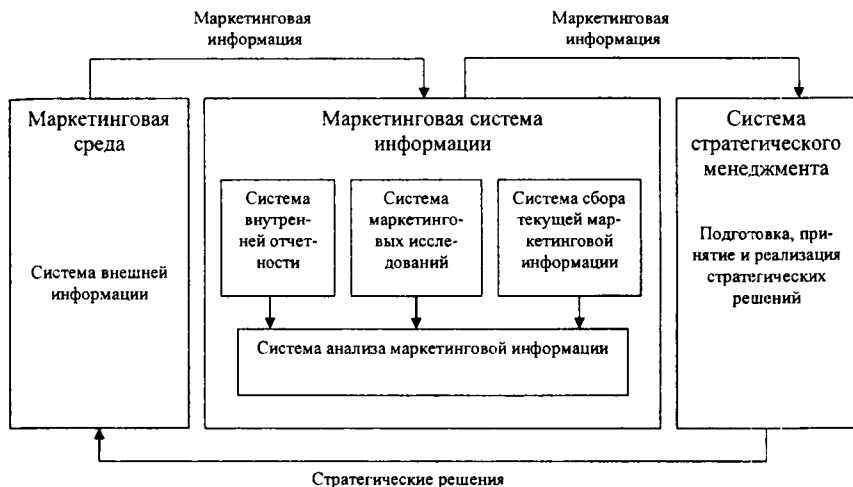 Маркетинговая
информация
Маркетинговая
информация
Маркетинговая
среда
Система внешней
информации
Маркетинговая система
информации
Система
внутрен-
ней отчет-
ности
Система
маркетинго-
вых иссле-
дований
Система сбора
текущей мар-
кетинговой
информации
Система анализа маркетинговой информации
Система
стратегического
менеджмента
Подготовка, при-
нятие и реализация
стратегических
решений
Стратегические решения